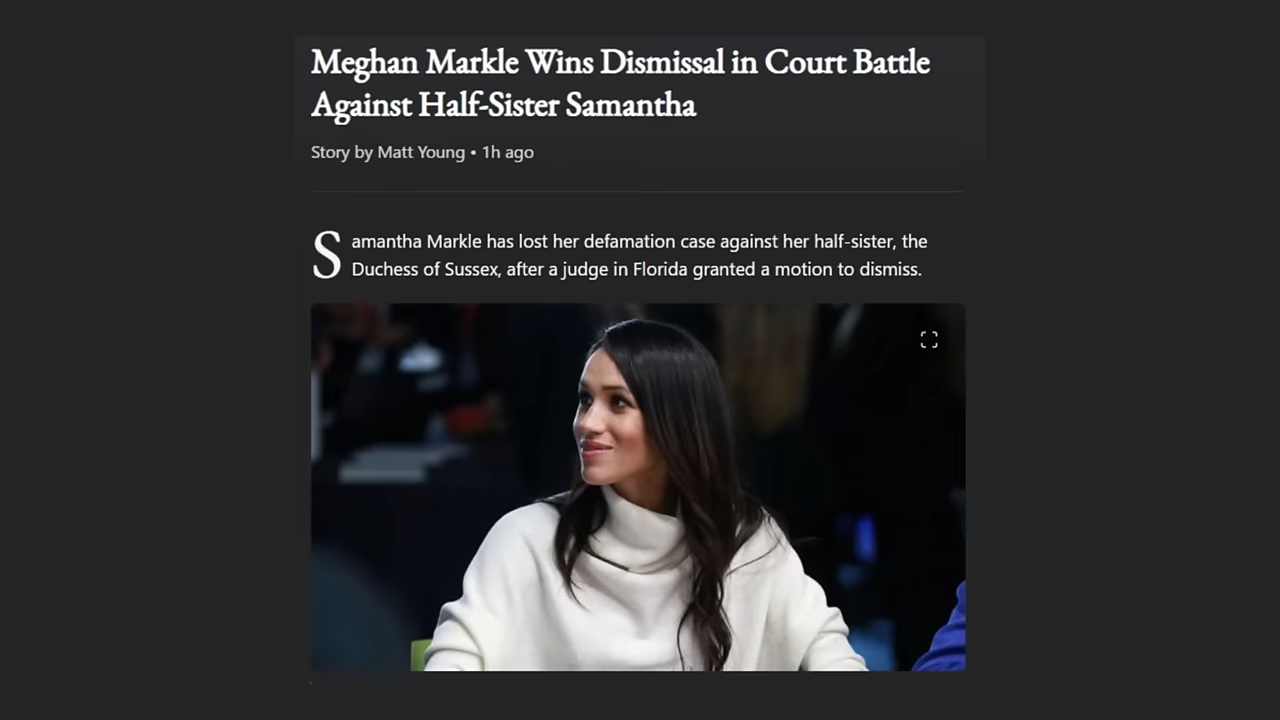 Meghan Markle Wins Dismissal in Court Battle
Against Half-Sister Samantha
Story by Matt Young • 1h ago
Samantha Markle has lost her defamation case against her half-sister, the
Duchess of Sussex, after a judge in Florida granted a motion to dismiss.